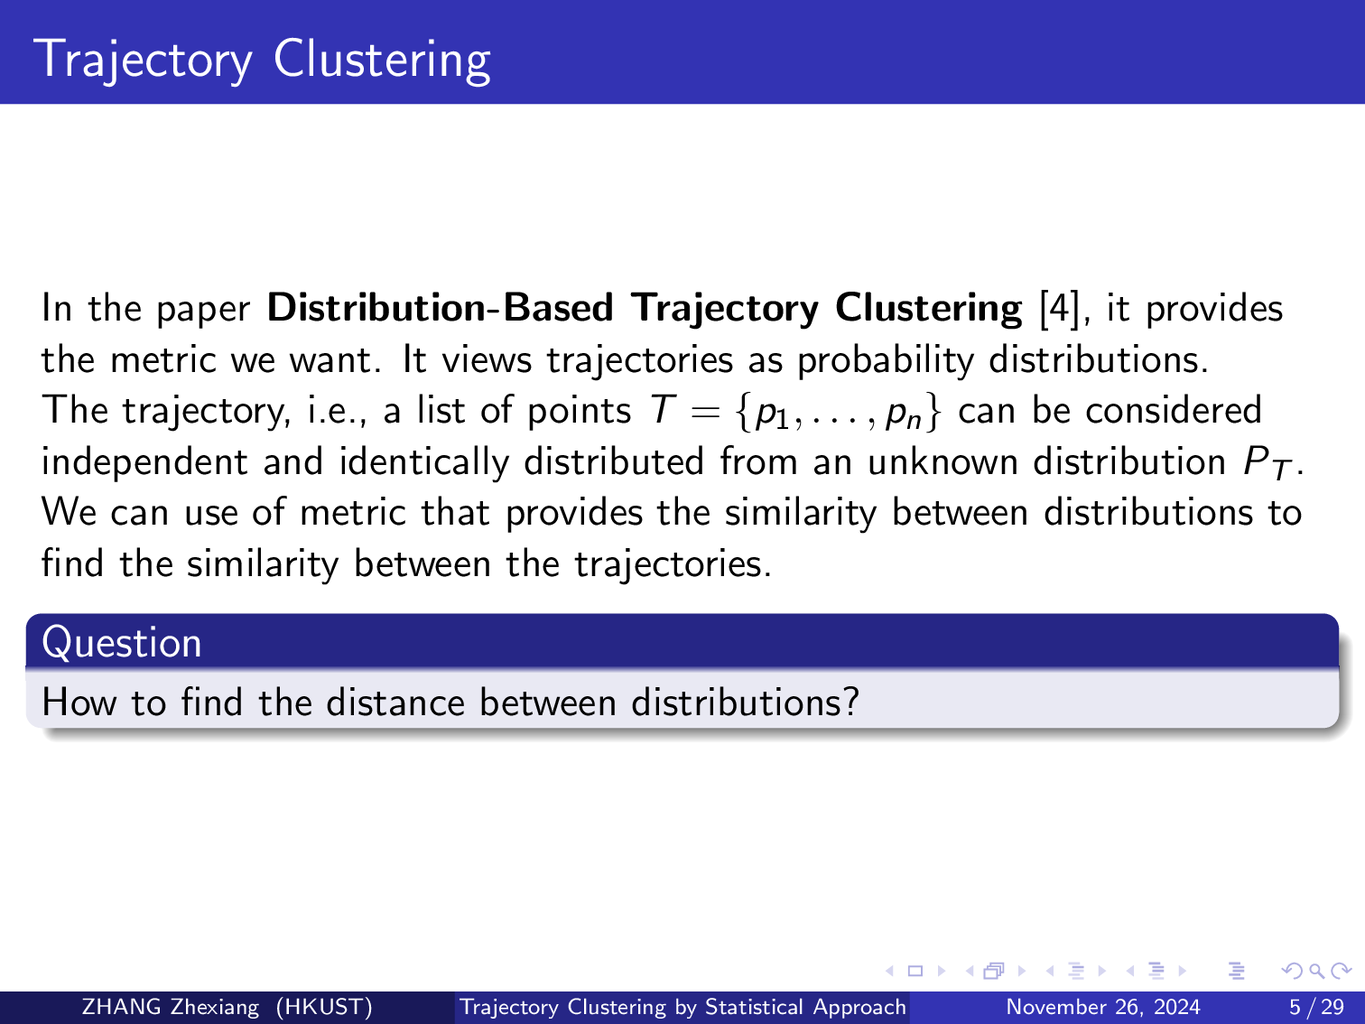 Trajectory Clustering
In the paper Distribution-Based Trajectory Clustering [4], it provides
the metric we want. It views trajectories as probability distributions.
The trajectory, i.e., a list of points T = {p₁, . . . , pₙ} can be considered
independent and identically distributed from an unknown distribution P_T.
We can use of metric that provides the similarity between distributions to
find the similarity between the trajectories.
Question
How to find the distance between distributions?
ZHANG Zhexiang (HKUST) Trajectory Clustering by Statistical Approach November 26, 2024 5 / 29